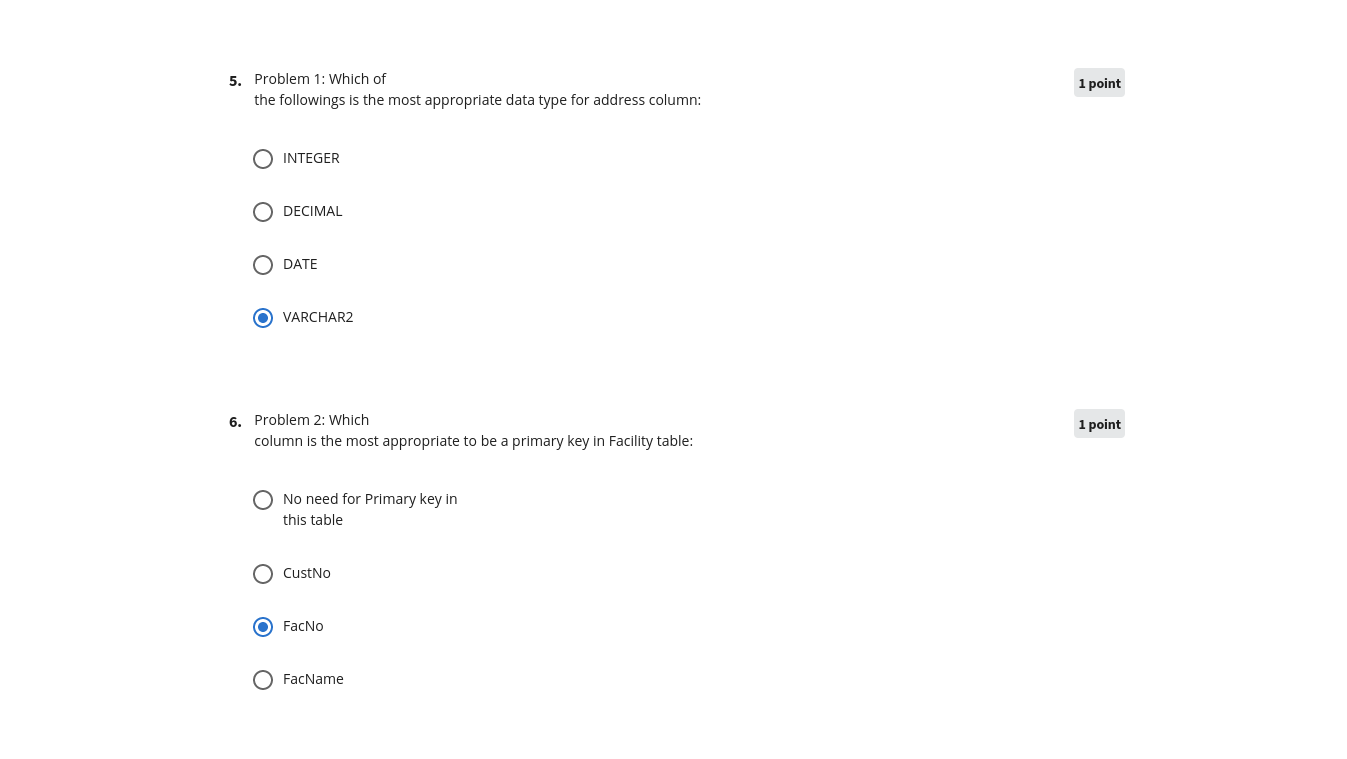 5. Problem 1: Which of
the followings is the most appropriate data type for address column:
1 point
INTEGER
DECIMAL
DATE
VARCHAR2
6. Problem 2: Which
column is the most appropriate to be a primary key in Facility table:
1 point
No need for Primary key in
this table
CustNo
FacNo
FacName